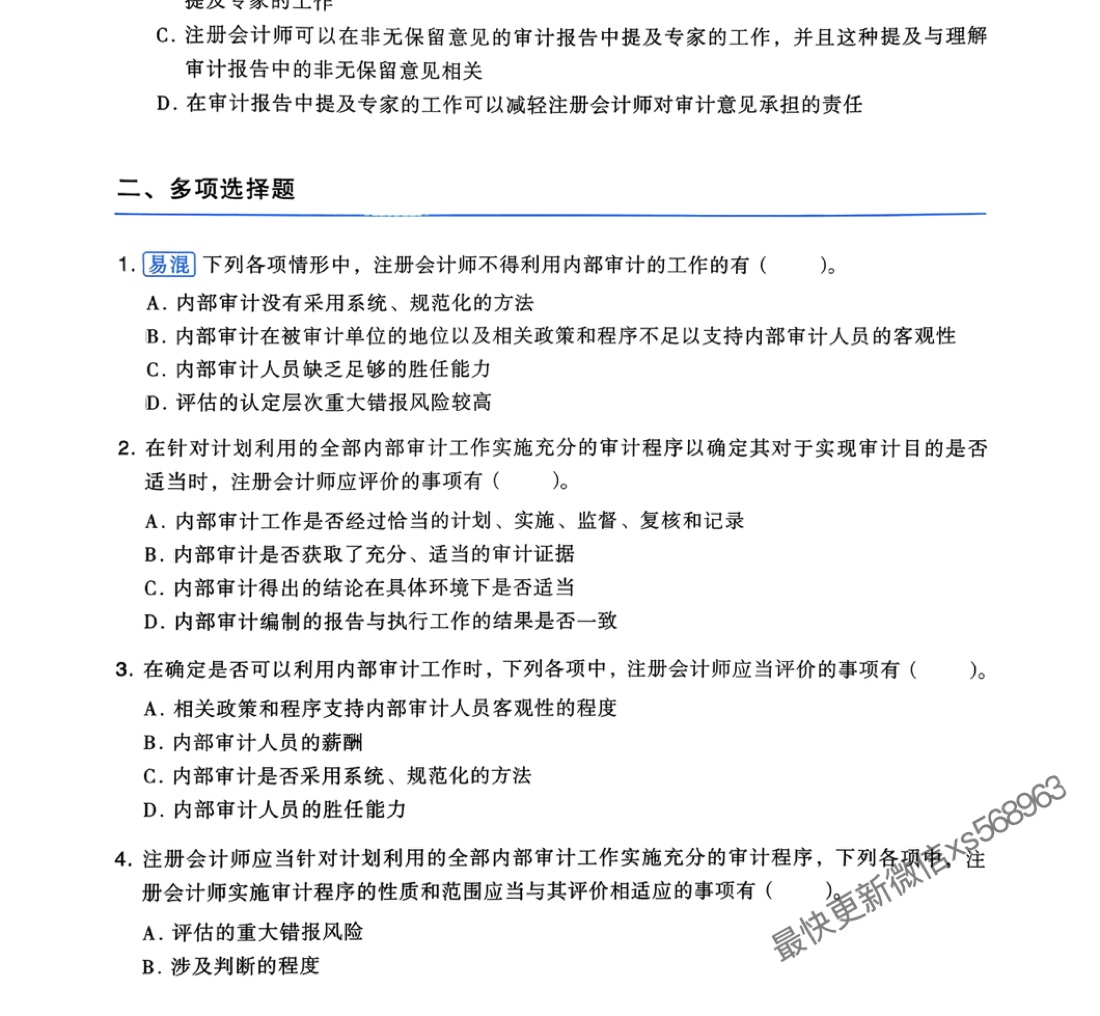 提及专家的工作
C. 注册会计师可以在非无保留意见的审计报告中提及专家的工作，并且这种提及与理解
审计报告中的非无保留意见相关
D. 在审计报告中提及专家的工作可以减轻注册会计师对审计意见承担的责任
二、多项选择题
1. 易混 下列各项情形中，注册会计师不得利用内部审计的工作的有（　　）。
A. 内部审计没有采用系统、规范化的方法
B. 内部审计在被审计单位的地位以及相关政策和程序不足以支持内部审计人员的客观性
C. 内部审计人员缺乏足够的胜任能力
D. 评估的认定层次重大错报风险较高
2. 在针对计划利用的全部内部审计工作实施充分的审计程序以确定其对于实现审计目的是否
适当时，注册会计师应评价的事项有（　　）。
A. 内部审计工作是否经过恰当的计划、实施、监督、复核和记录
B. 内部审计是否获取了充分、适当的审计证据
C. 内部审计得出的结论在具体环境下是否适当
D. 内部审计编制的报告与执行工作的结果是否一致
3. 在确定是否可以利用内部审计工作时，下列各项中，注册会计师应当评价的事项有（　　）。
A. 相关政策和程序支持内部审计人员客观性的程度
B. 内部审计人员的薪酬
C. 内部审计是否采用系统、规范化的方法
D. 内部审计人员的胜任能力
4. 注册会计师应当针对计划利用的全部内部审计工作实施充分的审计程序，下列各项中，注
册会计师实施审计程序的性质和范围应当与其评价相适应的事项有（　　）。
A. 评估的重大错报风险
B. 涉及判断的程度
最快更新微信xs568963